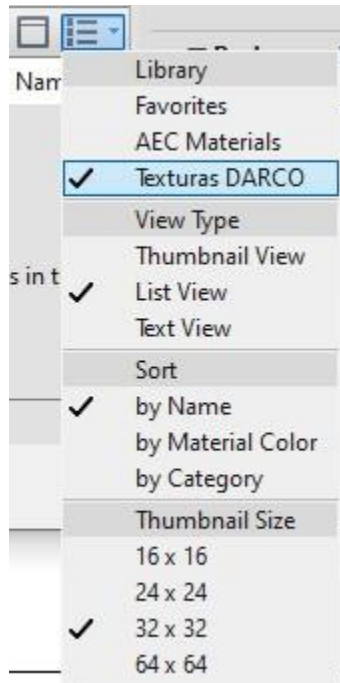 Nam
Library
Favorites
AEC Materials
Texturas DARCO
View Type
Thumbnail View
s in t
List View
Text View
Sort
by Name
by Material Color
by Category
Thumbnail Size
16 x 16
24 x 24
32 x 32
64 x 64